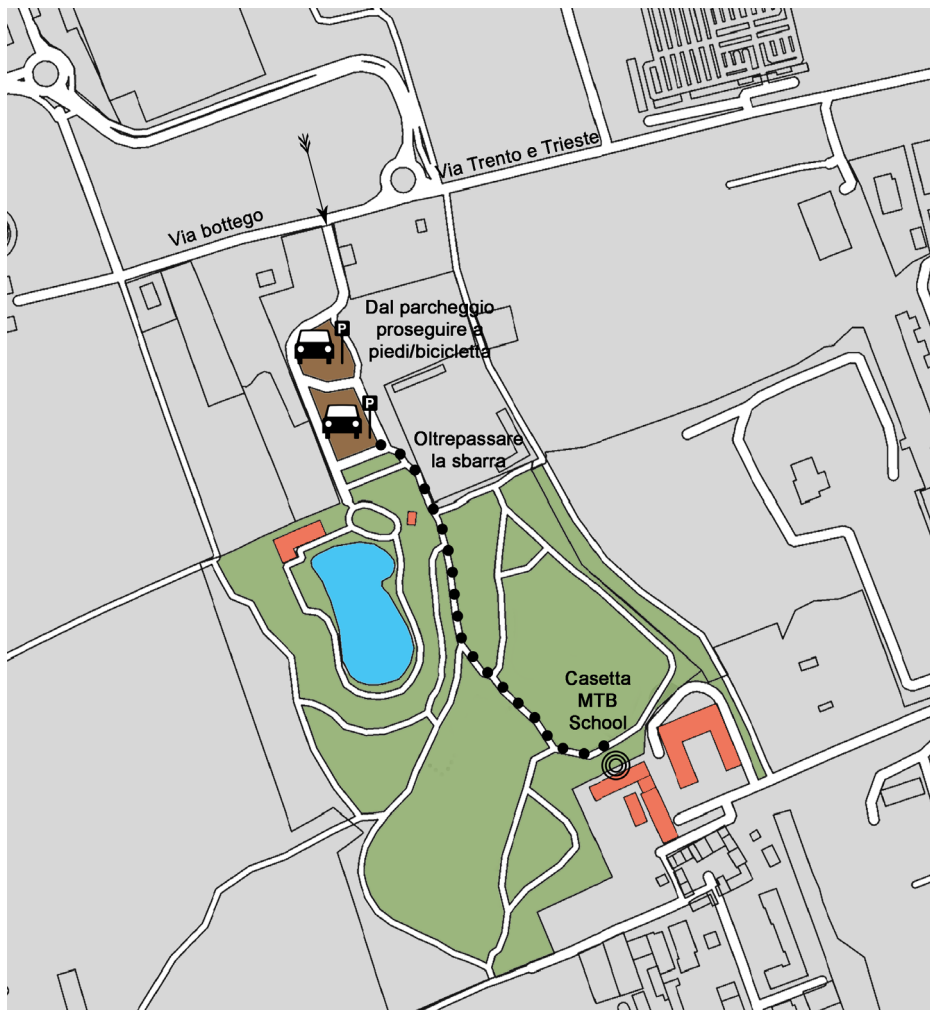 Via Trento e Trieste
Via bottego
Dal parcheggio
proseguire a
piedi/bicicletta
P
P
Oltrepassare
la sbarra
Casetta
MTB
School